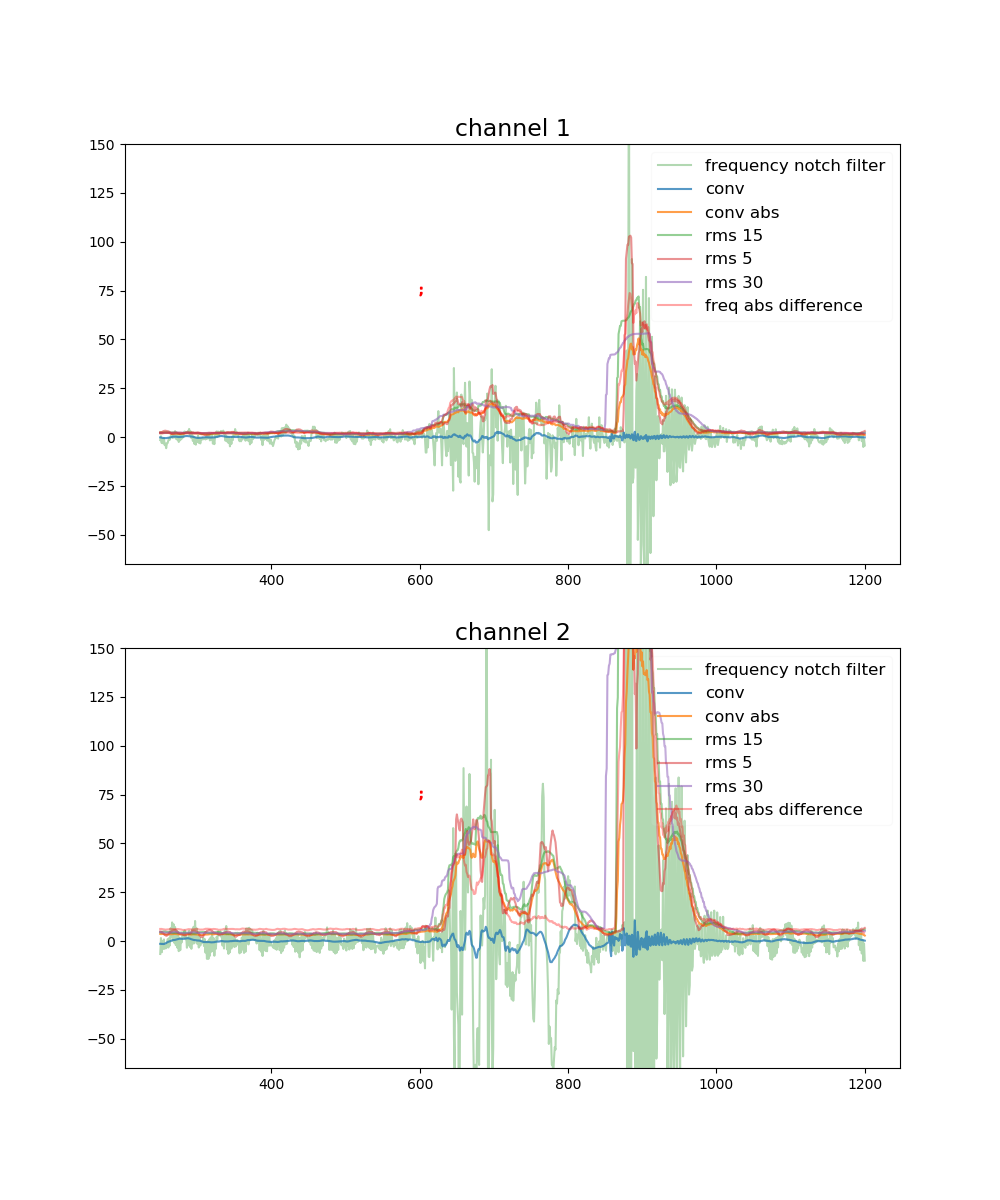 channel 1
150
125
100
75
50
25
0
−25
−50
400 600 800 1000 1200
frequency notch filter
conv
conv abs
rms 15
rms 5
rms 30
freq abs difference
;
channel 2
150
125
100
75
50
25
0
−25
−50
400 600 800 1000 1200
frequency notch filter
conv
conv abs
rms 15
rms 5
rms 30
freq abs difference
;